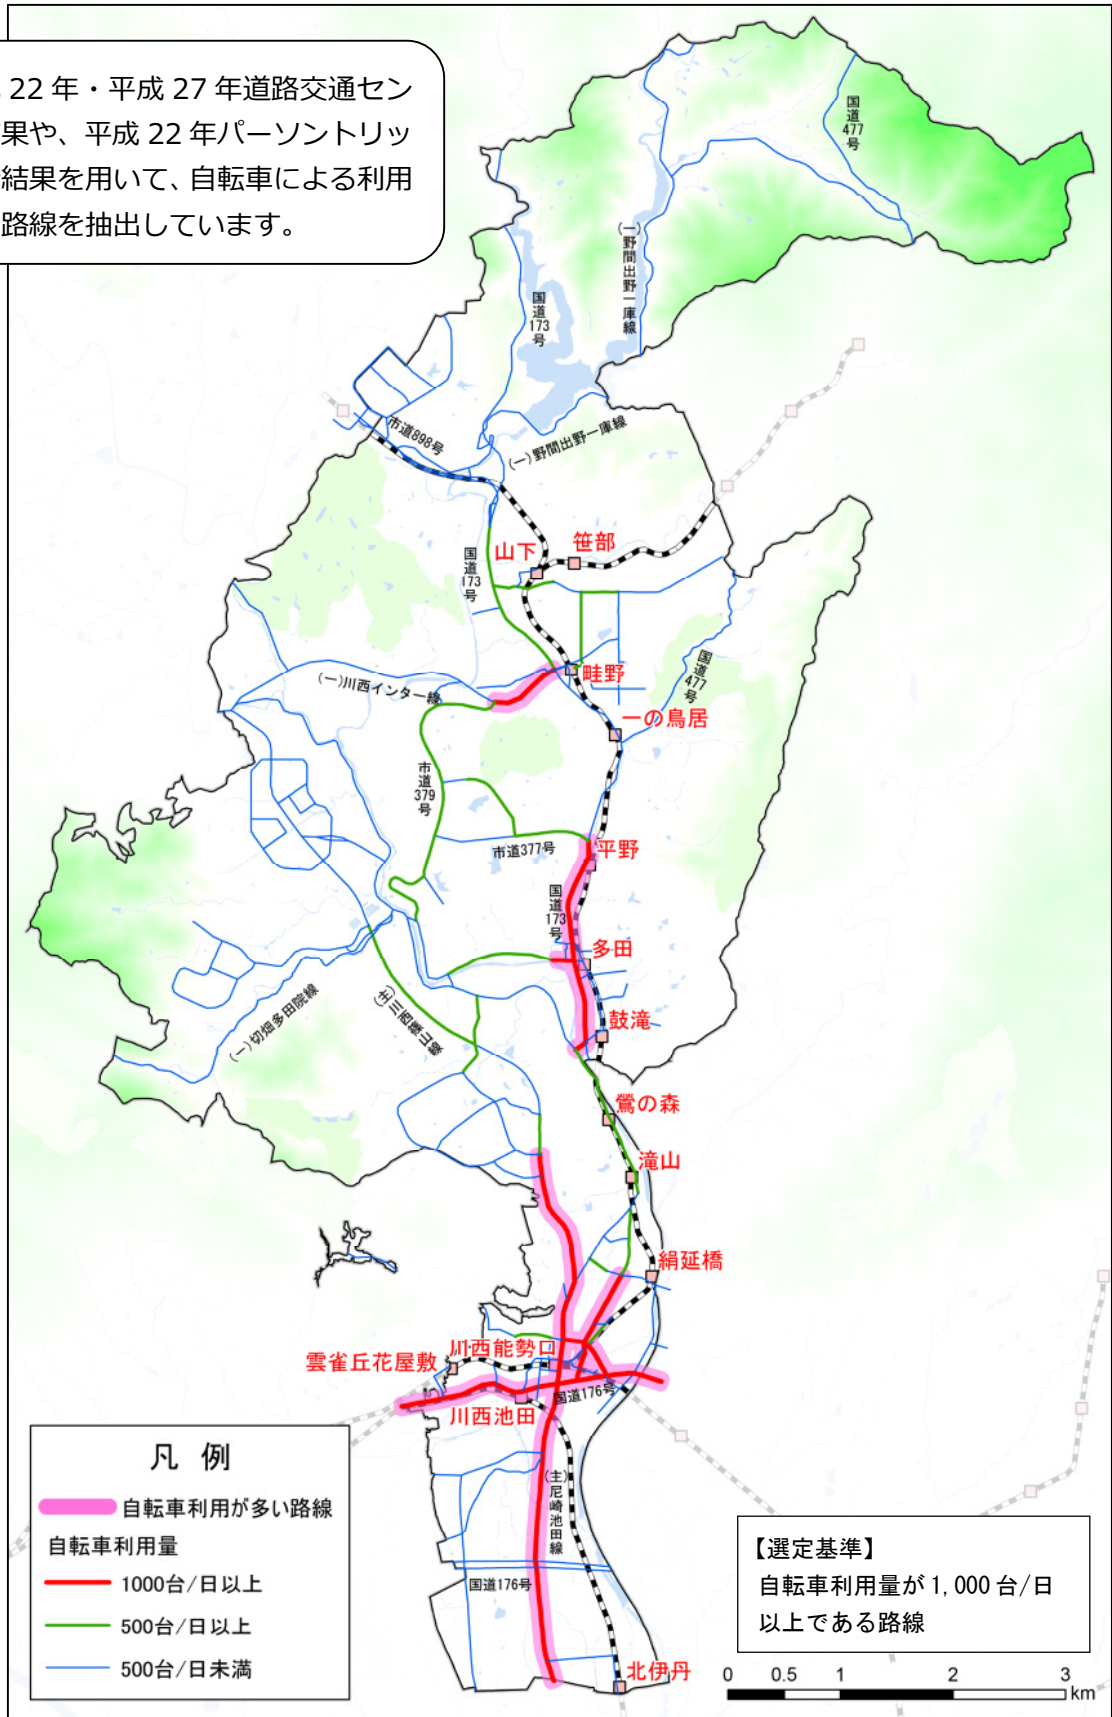 22 年・平成 27 年道路交通セン
果や、平成 22 年パーソントリッ
結果を用いて、自転車による利用
路線を抽出しています。
国道477号
(一)野間出野一庫線
国道173号
市道898号
(一)野間出野一庫線
笹部
山下
国道173号
畦野
国道477号
(一)川西インター線
一の鳥居
市道379号
平野
市道377号
国道173号
多田
(主)川西篠山線
(一)切畑多田院線
鼓滝
鶯の森
滝山
絹延橋
川西能勢口
雲雀丘花屋敷
国道176号
川西池田
(主)尼崎池田線
国道176号
北伊丹
凡 例
自転車利用が多い路線
自転車利用量
1000台/日以上
500台/日以上
500台/日未満
【選定基準】
自転車利用量が 1,000 台/日
以上である路線
0 0.5 1 2 3
km